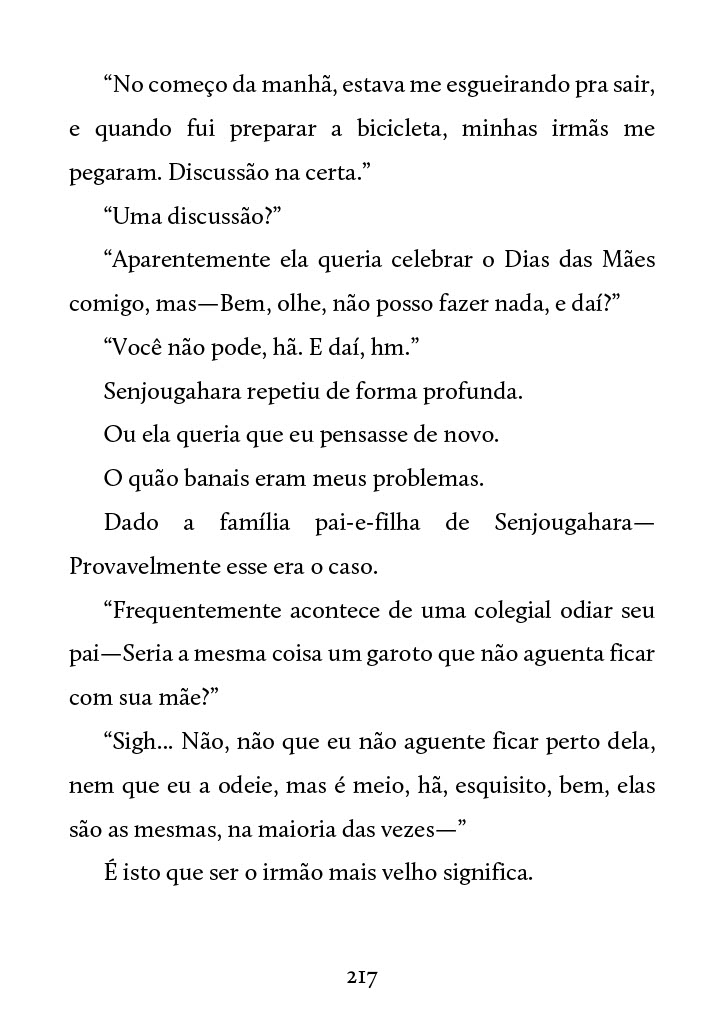 “No começo da manhã, estava me esgueirando pra sair,
e quando fui preparar a bicicleta, minhas irmãs me
pegaram. Discussão na certa.”
“Uma discussão?”
“Aparentemente ela queria celebrar o Dias das Mães
comigo, mas—Bem, olhe, não posso fazer nada, e daí?”
“Você não pode, hã. E daí, hm.”
Senjougahara repetiu de forma profunda.
Ou ela queria que eu pensasse de novo.
O quão banais eram meus problemas.
Dado a família pai-e-filha de Senjougahara—
Provavelmente esse era o caso.
“Frequentemente acontece de uma colegial odiar seu
pai—Seria a mesma coisa um garoto que não aguenta ficar
com sua mãe?”
“Sigh... Não, não que eu não aguente ficar perto dela,
nem que eu a odeie, mas é meio, hã, esquisito, bem, elas
são as mesmas, na maioria das vezes—”
É isto que ser o irmão mais velho significa.
217